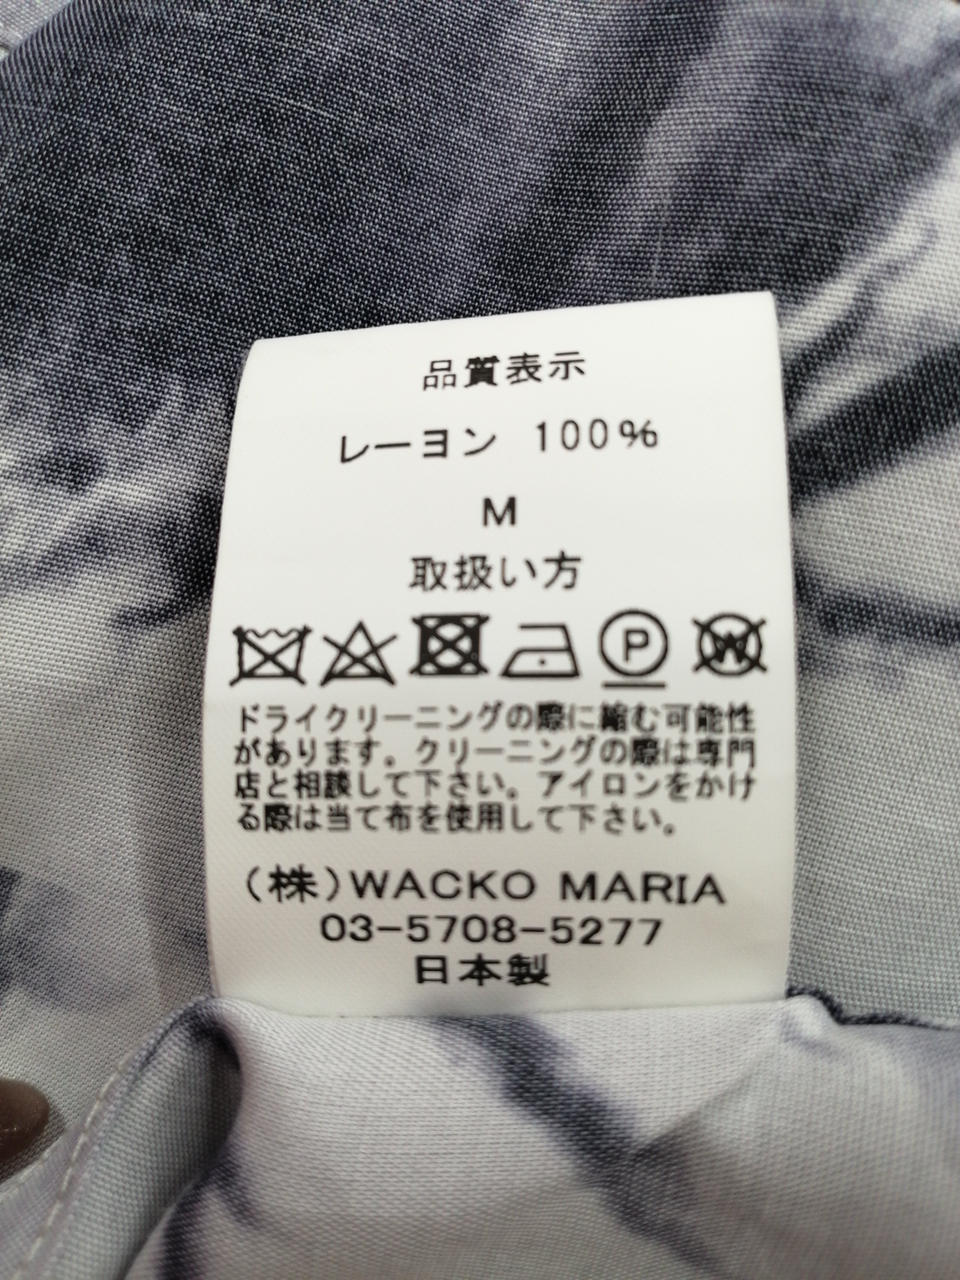 品質表示
レーヨン 100%
M
取扱い方
P
W
ドライクリーニングの際に縮む可能性
があります。クリーニングの際は専門
店と相談して下さい。アイロンをかけ
る際は当て布を使用して下さい。
(株)WACKO MARIA
03-5708-5277
日本製